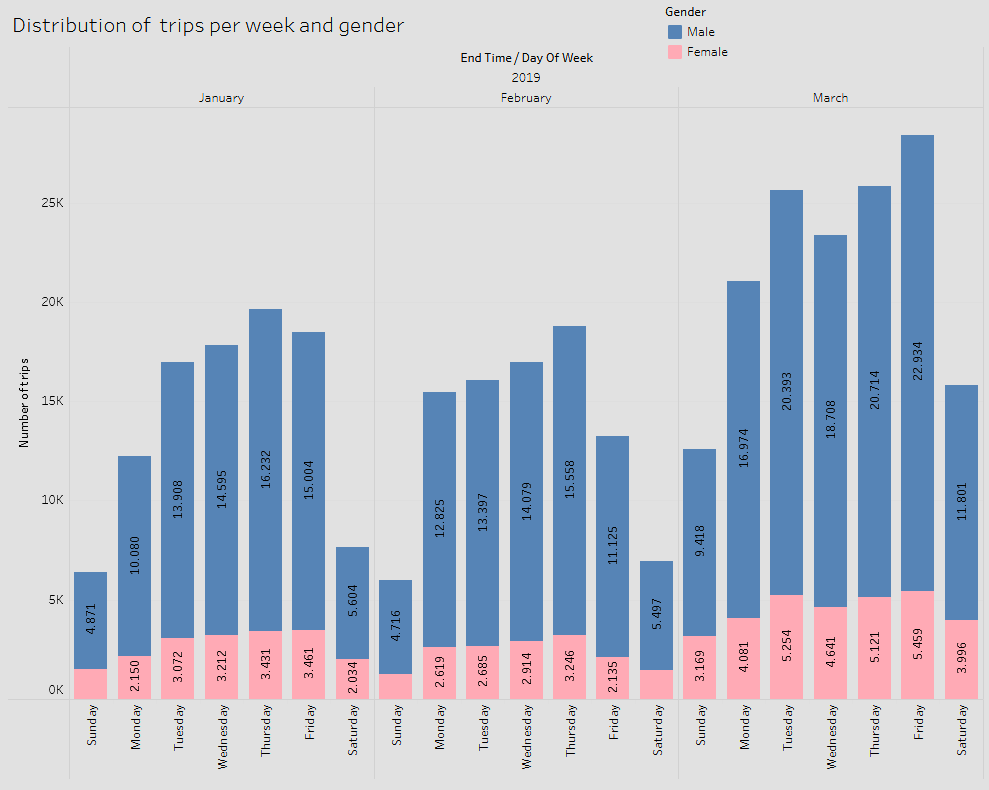 Distribution of trips per week and gender
Gender
Male
Female
End Time / Day Of Week
2019
January February March
Number of trips
25K
20K
15K
10K
5K
0K
4.871 10.080 13.908 14.595 16.232 15.004 5.604 4.716 12.825 13.397 14.079 15.558 11.125 5.497 9.418 16.974 20.393 18.708 20.714 22.934 11.801
2.150 3.072 3.212 3.431 3.461 2.034 2.619 2.685 2.914 3.246 2.135 3.169 4.081 5.254 4.641 5.121 5.459 3.996
Sunday Monday Tuesday Wednesday Thursday Friday Saturday Sunday Monday Tuesday Wednesday Thursday Friday Saturday Sunday Monday Tuesday Wednesday Thursday Friday Saturday